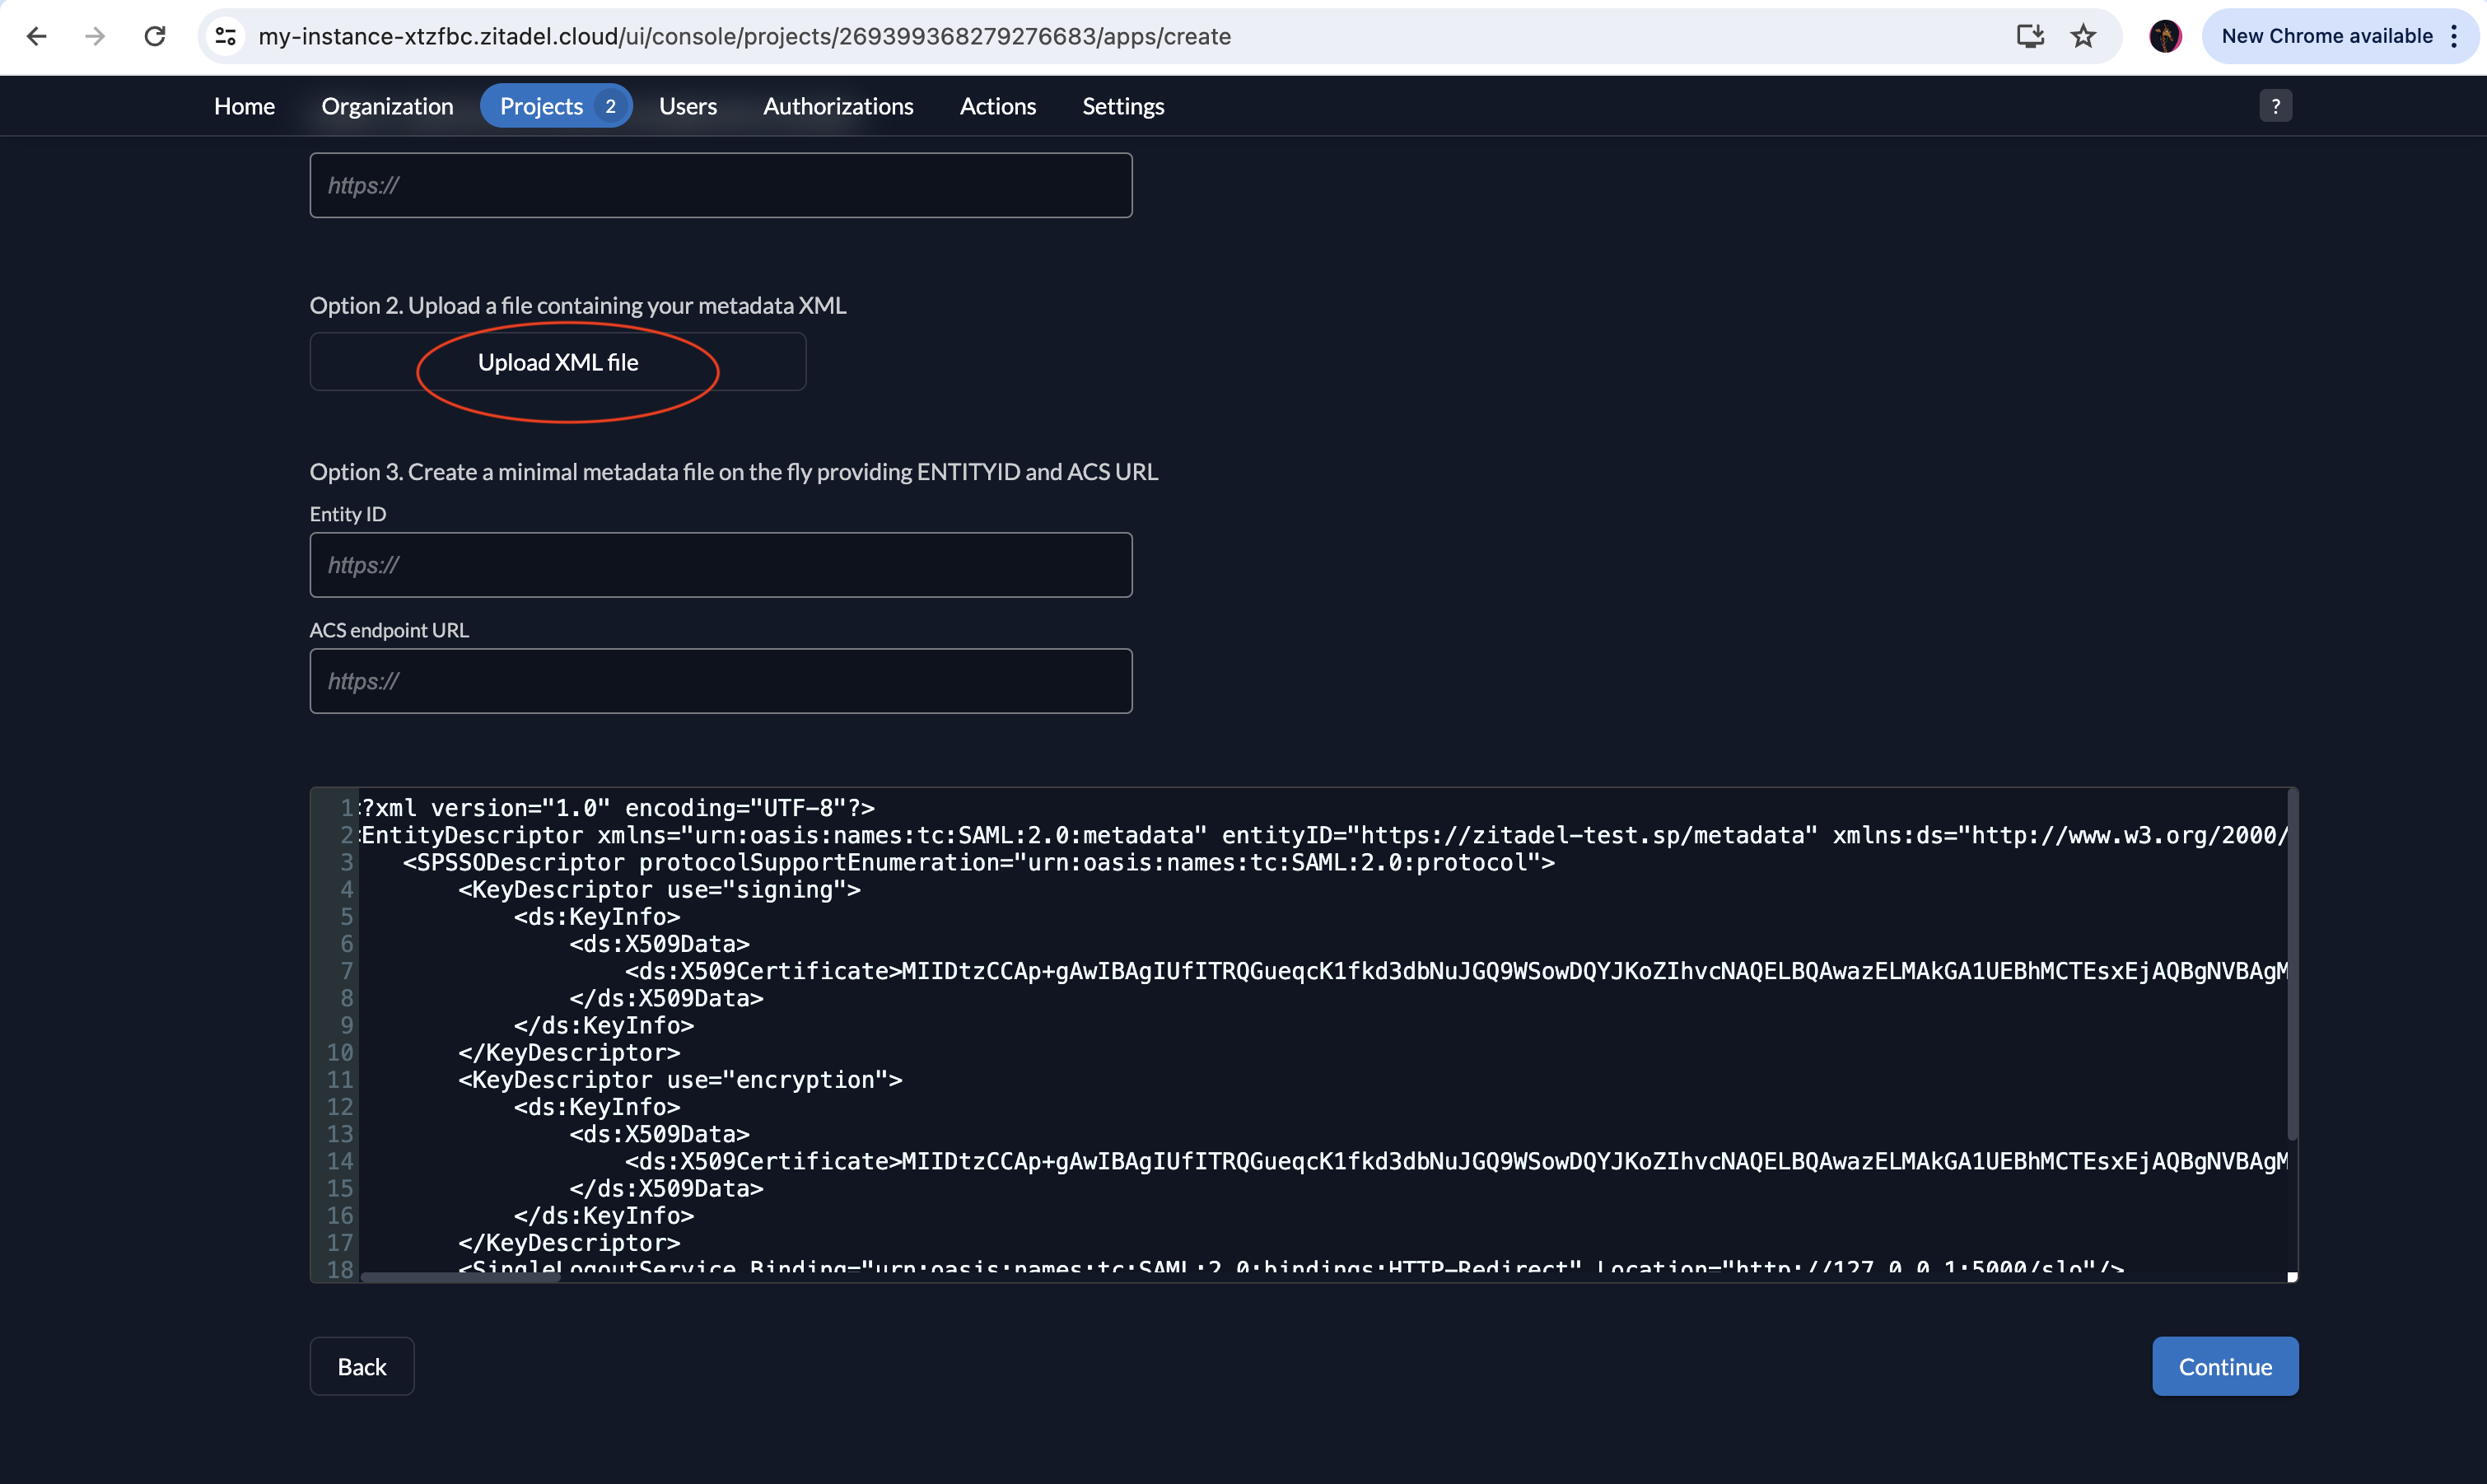 my-instance-xtzfbc.zitadel.cloud/ui/console/projects/269399368279276683/apps/create
New Chrome available
Home Organization Projects 2 Users Authorizations Actions Settings ?
https://
Option 2. Upload a file containing your metadata XML
Upload XML file
Option 3. Create a minimal metadata file on the fly providing ENTITYID and ACS URL
Entity ID
https://
ACS endpoint URL
https://
1 <?xml version="1.0" encoding="UTF-8"?>
2 <EntityDescriptor xmlns="urn:oasis:names:tc:SAML:2.0:metadata" entityID="https://zitadel-test.sp/metadata" xmlns:ds="http://www.w3.org/2000/
3 <SPSSODescriptor protocolSupportEnumeration="urn:oasis:names:tc:SAML:2.0:protocol">
4 <KeyDescriptor use="signing">
5 <ds:KeyInfo>
6 <ds:X509Data>
7 <ds:X509Certificate>MIIDtzCCAp+gAwIBAgIUfITRQGueqcK1fkd3dbNuJGQ9WSowDQYJKoZIhvcNAQELBQAwazELMAkGA1UEBhMCTEsxEjAQBgNVBAgM
8 </ds:X509Data>
9 </ds:KeyInfo>
10 </KeyDescriptor>
11 <KeyDescriptor use="encryption">
12 <ds:KeyInfo>
13 <ds:X509Data>
14 <ds:X509Certificate>MIIDtzCCAp+gAwIBAgIUfITRQGueqcK1fkd3dbNuJGQ9WSowDQYJKoZIhvcNAQELBQAwazELMAkGA1UEBhMCTEsxEjAQBgNVBAgM
15 </ds:X509Data>
16 </ds:KeyInfo>
17 </KeyDescriptor>
18 <SingleLogoutService Binding="urn:oasis:names:tc:SAML:2.0:bindings:HTTP-Redirect" Location="http://127.0.0.1:5000/slo"/>
Back
Continue